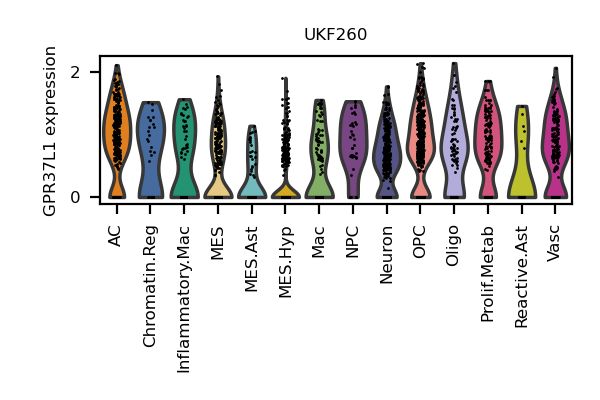 UKF260
GPR37L1 expression
2
0
AC
Chromatin.Reg
Inflammatory.Mac
MES
MES.Ast
MES.Hyp
Mac
NPC
Neuron
OPC
Oligo
Prolif.Metab
Reactive.Ast
Vasc